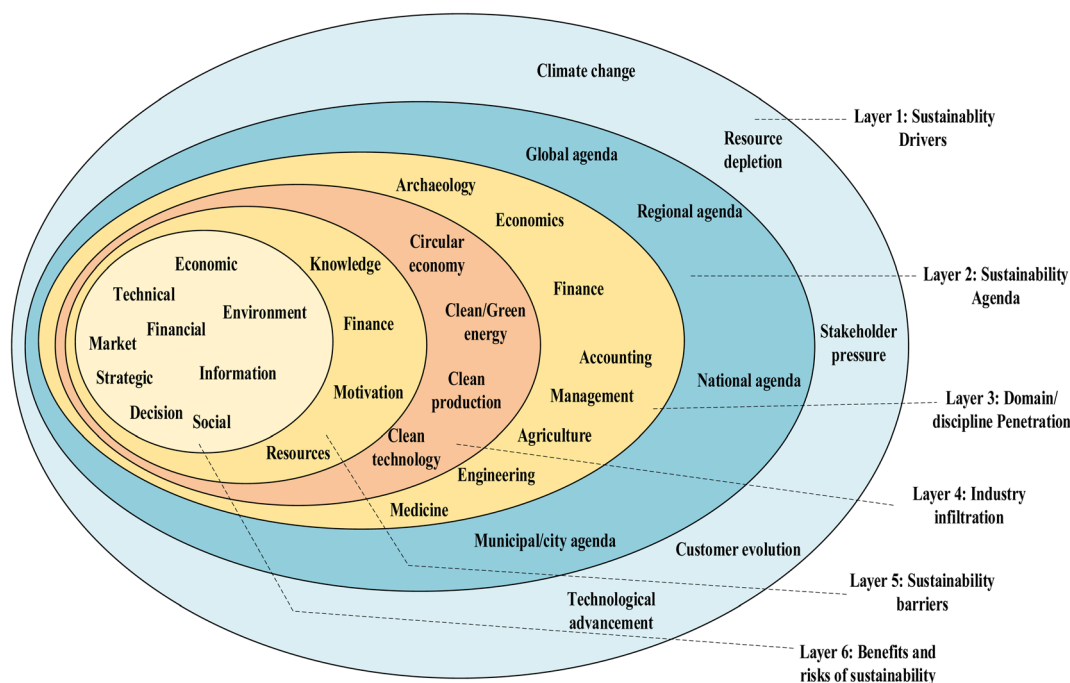 Climate change
Layer 1: Sustainablity
Drivers
Resource
depletion
Global agenda
Archaeology
Regional agenda
Economics
Circular
economy
Knowledge
Economic
Layer 2: Sustainability
Agenda
Technical
Finance
Environment
Clean/Green
energy
Financial
Finance
Stakeholder
pressure
Market
Accounting
Information
Strategic
Clean
production
National agenda
Motivation
Management
Layer 3: Domain/
discipline Penetration
Decision
Social
Clean
technology
Agriculture
Resources
Engineering
Layer 4: Industry
infiltration
Medicine
Municipal/city agenda
Customer evolution
Layer 5: Sustainability
barriers
Technological
advancement
Layer 6: Benefits and
risks of sustainability